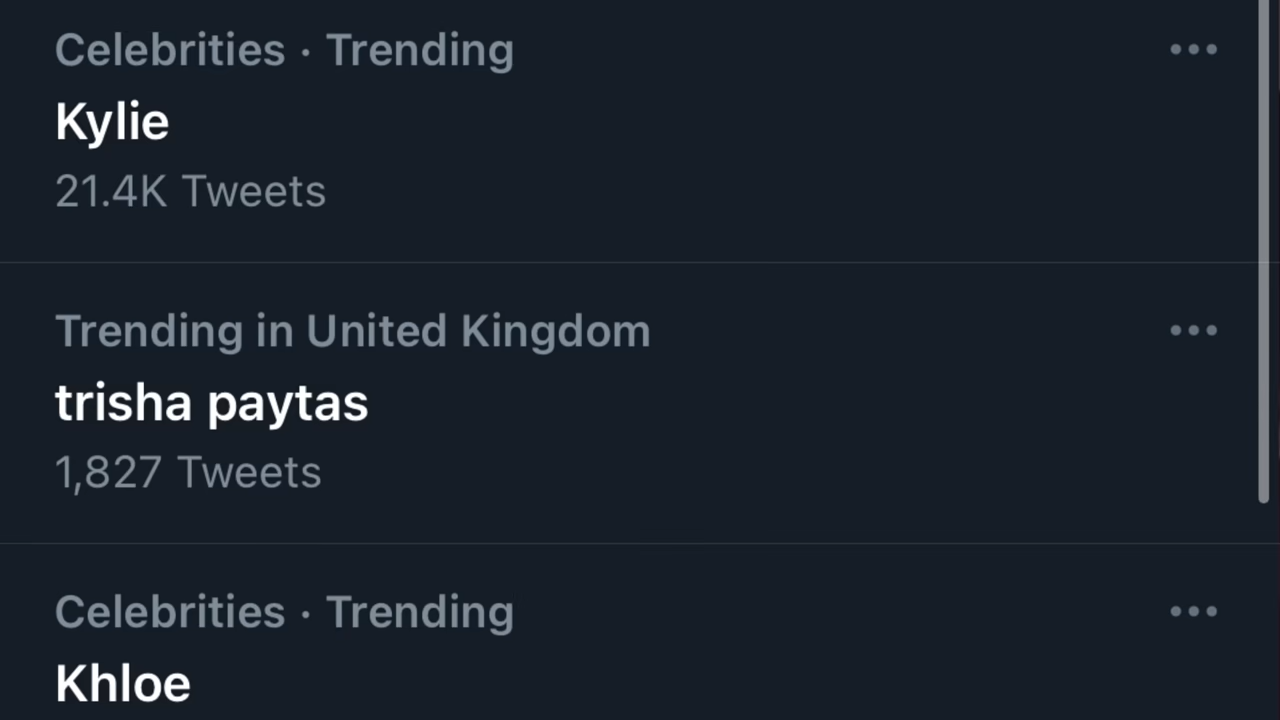 Celebrities · Trending
Kylie
21.4K Tweets
Trending in United Kingdom
trisha paytas
1,827 Tweets
Celebrities · Trending
Khloe